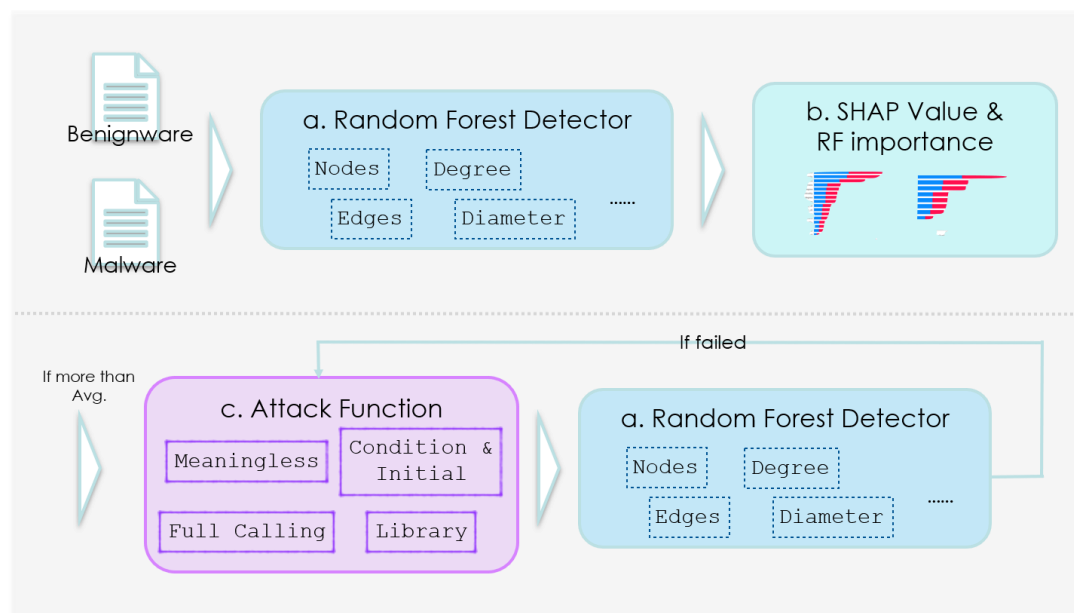 Benignware
Malware
a. Random Forest Detector
Nodes
Degree
Edges
Diameter
......
b. SHAP Value &
RF importance
If failed
If more than
Avg.
c. Attack Function
Meaningless
Condition &
Initial
Full Calling
Library
a. Random Forest Detector
Nodes
Degree
Edges
Diameter
......